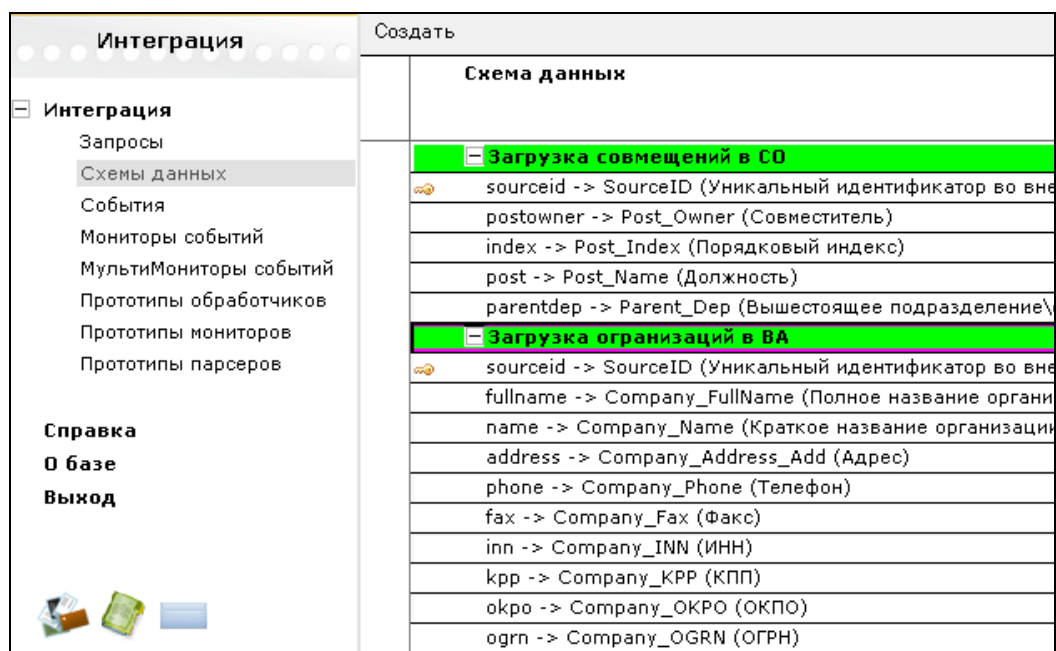 Интеграция
Интеграция
Запросы
Схемы данных
События
Мониторы событий
МультиМониторы событий
Прототипы обработчиков
Прототипы мониторов
Прототипы парсеров
Справка
О базе
Выход
Создать
Схема данных
Загрузка совмещений в СО
sourceid -> SourceID (Уникальный идентификатор во вне
postowner -> Post_Owner (Совместитель)
index -> Post_Index (Порядковый индекс)
post -> Post_Name (Должность)
parentdep -> Parent_Dep (Вышестоящее подразделение\
Загрузка огранизаций в ВА
sourceid -> SourceID (Уникальный идентификатор во вне
fullname -> Company_FullName (Полное название органи
name -> Company_Name (Краткое название организации
address -> Company_Address_Add (Адрес)
phone -> Company_Phone (Телефон)
fax -> Company_Fax (Факс)
inn -> Company_INN (ИНН)
kpp -> Company_KPP (КПП)
okpo -> Company_OKPO (ОКПО)
ogrn -> Company_OGRN (ОГРН)